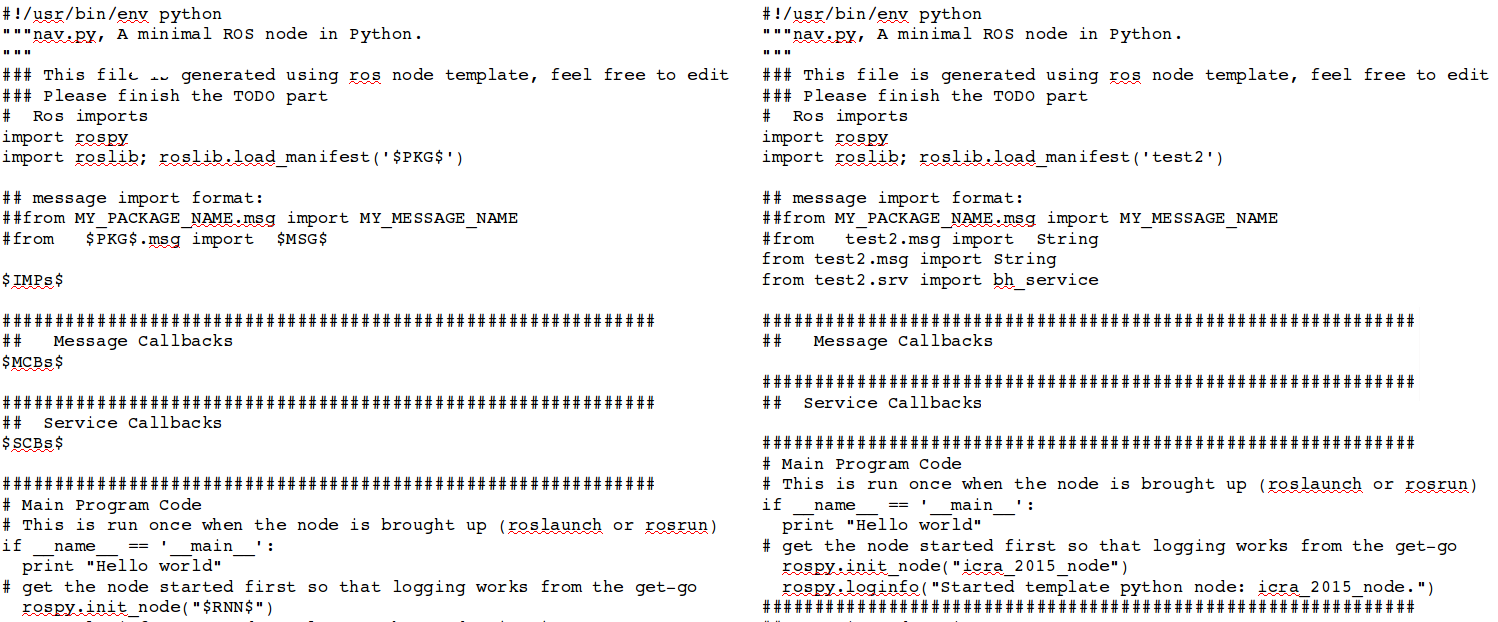 #!/usr/bin/env python
"""nav.py, A minimal ROS node in Python.
"""
### This file generated using ros node template, feel free to edit
### Please finish the TODO part
#  Ros imports
import rospy
import roslib; roslib.load_manifest('$PKG$')
## message import format:
##from MY_PACKAGE_NAME.msg import MY_MESSAGE_NAME
#from   $PKG$.msg import  $MSG$
$IMPs$
##############################################################
##   Message Callbacks
$MCBs$
##############################################################
##  Service Callbacks
$SCBs$
##############################################################
# Main Program Code
# This is run once when the node is brought up (roslaunch or rosrun)
if __name__ == '__main__':
  print "Hello world"
# get the node started first so that logging works from the get-go
  rospy.init_node("$RNN$")
#!/usr/bin/env python
"""nav.py, A minimal ROS node in Python.
"""
### This file is generated using ros node template, feel free to edit
### Please finish the TODO part
#  Ros imports
import rospy
import roslib; roslib.load_manifest('test2')
## message import format:
##from MY_PACKAGE_NAME.msg import MY_MESSAGE_NAME
#from   test2.msg import  String
from test2.msg import String
from test2.srv import bh_service
##############################################################
##   Message Callbacks
##############################################################
##  Service Callbacks
##############################################################
# Main Program Code
# This is run once when the node is brought up (roslaunch or rosrun)
if __name__ == '__main__':
  print "Hello world"
# get the node started first so that logging works from the get-go
  rospy.init_node("icra_2015_node")
  rospy.loginfo("Started template python node: icra_2015_node.")
##############################################################